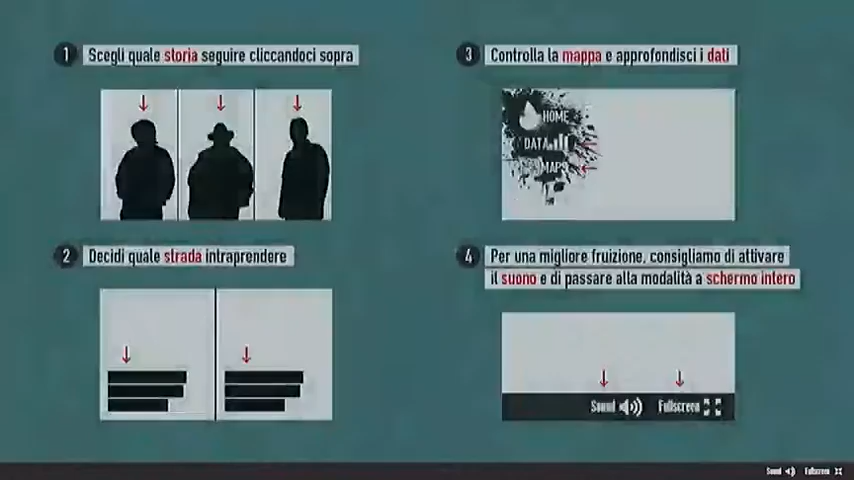 1 Scegli quale storia seguire cliccandoci sopra
2 Decidi quale strada intraprendere
3 Controlla la mappa e approfondisci i dati
HOME
DATA
MAPS
4 Per una migliore fruizione, consigliamo di attivare
il suono e di passare alla modalità a schermo intero
Sound Fullscreen
Sound Fullscreen